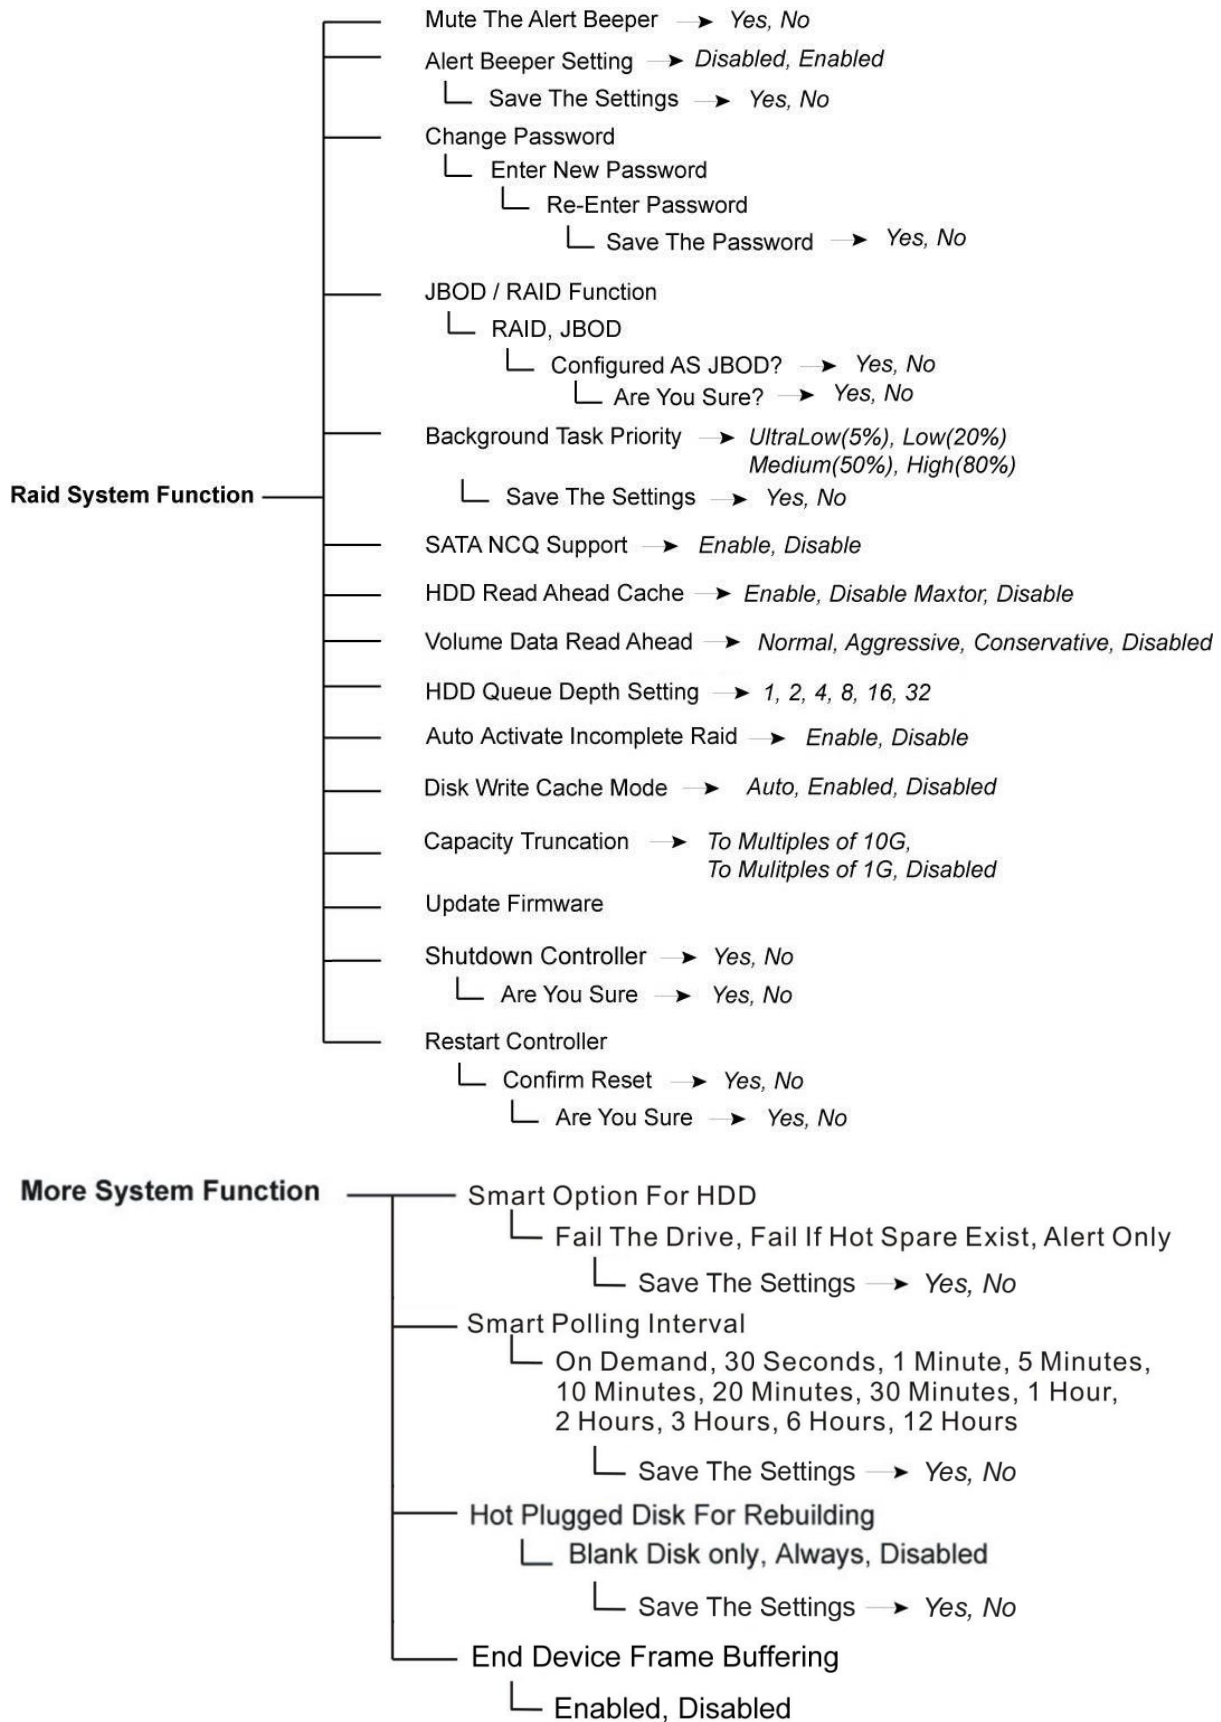 Mute The Alert Beeper Yes, No
Alert Beeper Setting Disabled, Enabled
Save The Settings Yes, No
Change Password
Enter New Password
Re-Enter Password
Save The Password Yes, No
JBOD / RAID Function
RAID, JBOD
Configured AS JBOD? Yes, No
Are You Sure? Yes, No
Background Task Priority UltraLow(5%), Low(20%)
Medium(50%), High(80%)
Raid System Function
Save The Settings Yes, No
SATA NCQ Support Enable, Disable
HDD Read Ahead Cache Enable, Disable Maxtor, Disable
Volume Data Read Ahead Normal, Aggressive, Conservative, Disabled
HDD Queue Depth Setting 1, 2, 4, 8, 16, 32
Auto Activate Incomplete Raid Enable, Disable
Disk Write Cache Mode Auto, Enabled, Disabled
Capacity Truncation To Multiples of 10G,
To Mulitples of 1G, Disabled
Update Firmware
Shutdown Controller Yes, No
Are You Sure Yes, No
Restart Controller
Confirm Reset Yes, No
Are You Sure Yes, No
More System Function
Smart Option For HDD
Fail The Drive, Fail If Hot Spare Exist, Alert Only
Save The Settings Yes, No
Smart Polling Interval
On Demand, 30 Seconds, 1 Minute, 5 Minutes,
10 Minutes, 20 Minutes, 30 Minutes, 1 Hour,
2 Hours, 3 Hours, 6 Hours, 12 Hours
Save The Settings Yes, No
Hot Plugged Disk For Rebuilding
Blank Disk only, Always, Disabled
Save The Settings Yes, No
End Device Frame Buffering
Enabled, Disabled